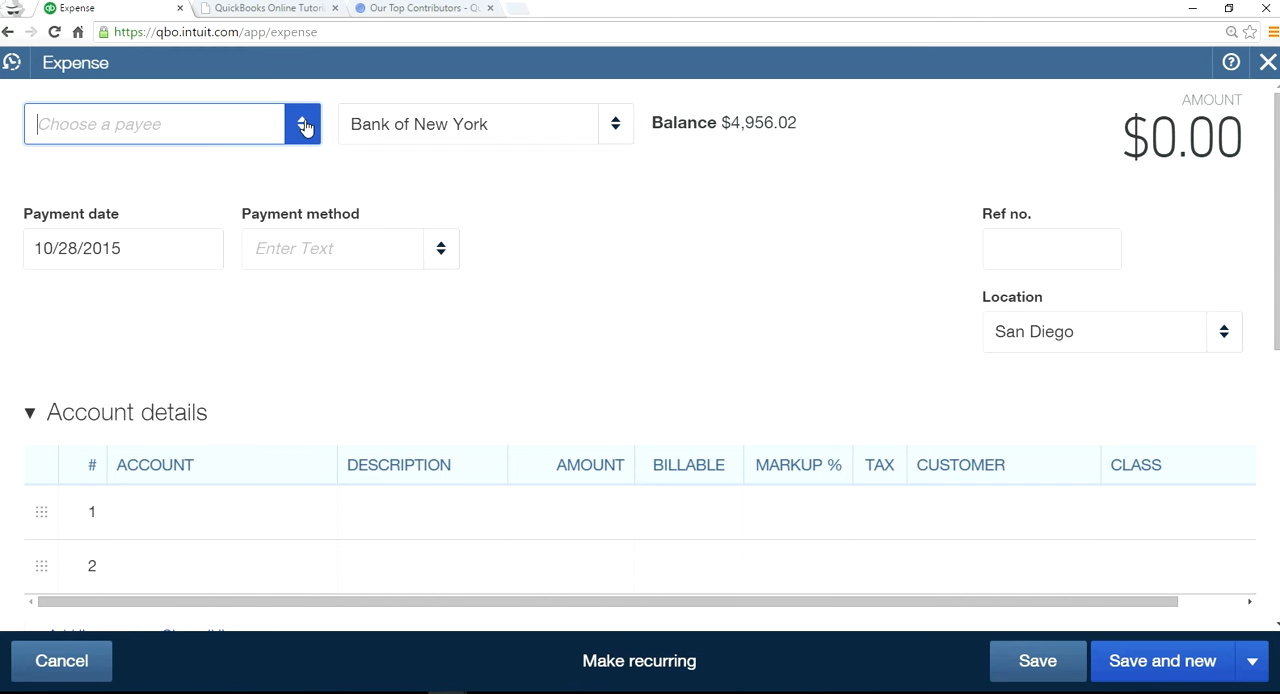 Expense
QuickBooks Online Tutori
Our Top Contributors - Q
https://qbo.intuit.com/app/expense
Expense
AMOUNT
Choose a payee
Bank of New York
Balance $4,956.02
$0.00
Payment date
Payment method
Ref no.
10/28/2015
Enter Text
Location
San Diego
Account details
# ACCOUNT DESCRIPTION AMOUNT BILLABLE MARKUP % TAX CUSTOMER CLASS
1
2
Cancel
Make recurring
Save
Save and new